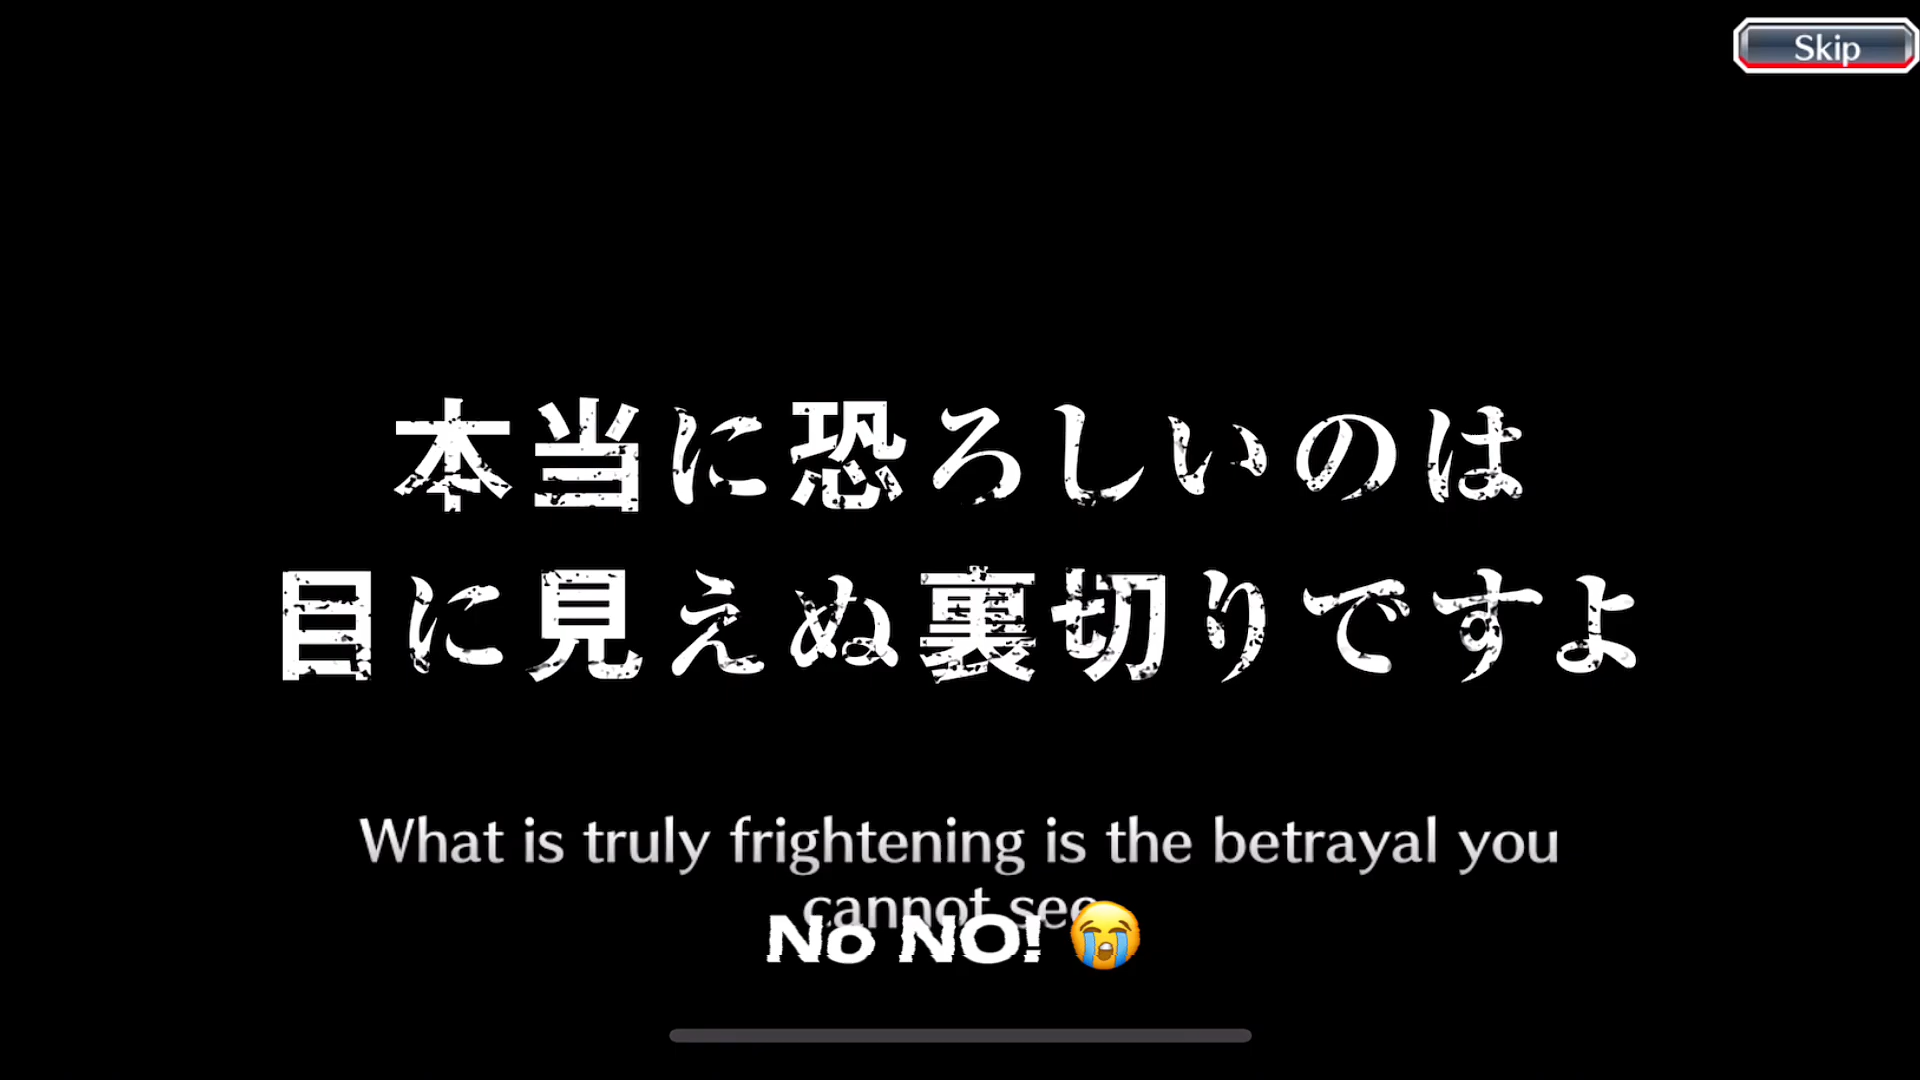 Skip
本当に恐ろしいのは
目に見えぬ裏切りですよ
What is truly frightening is the betrayal you
cannot see.
No NO! 😭